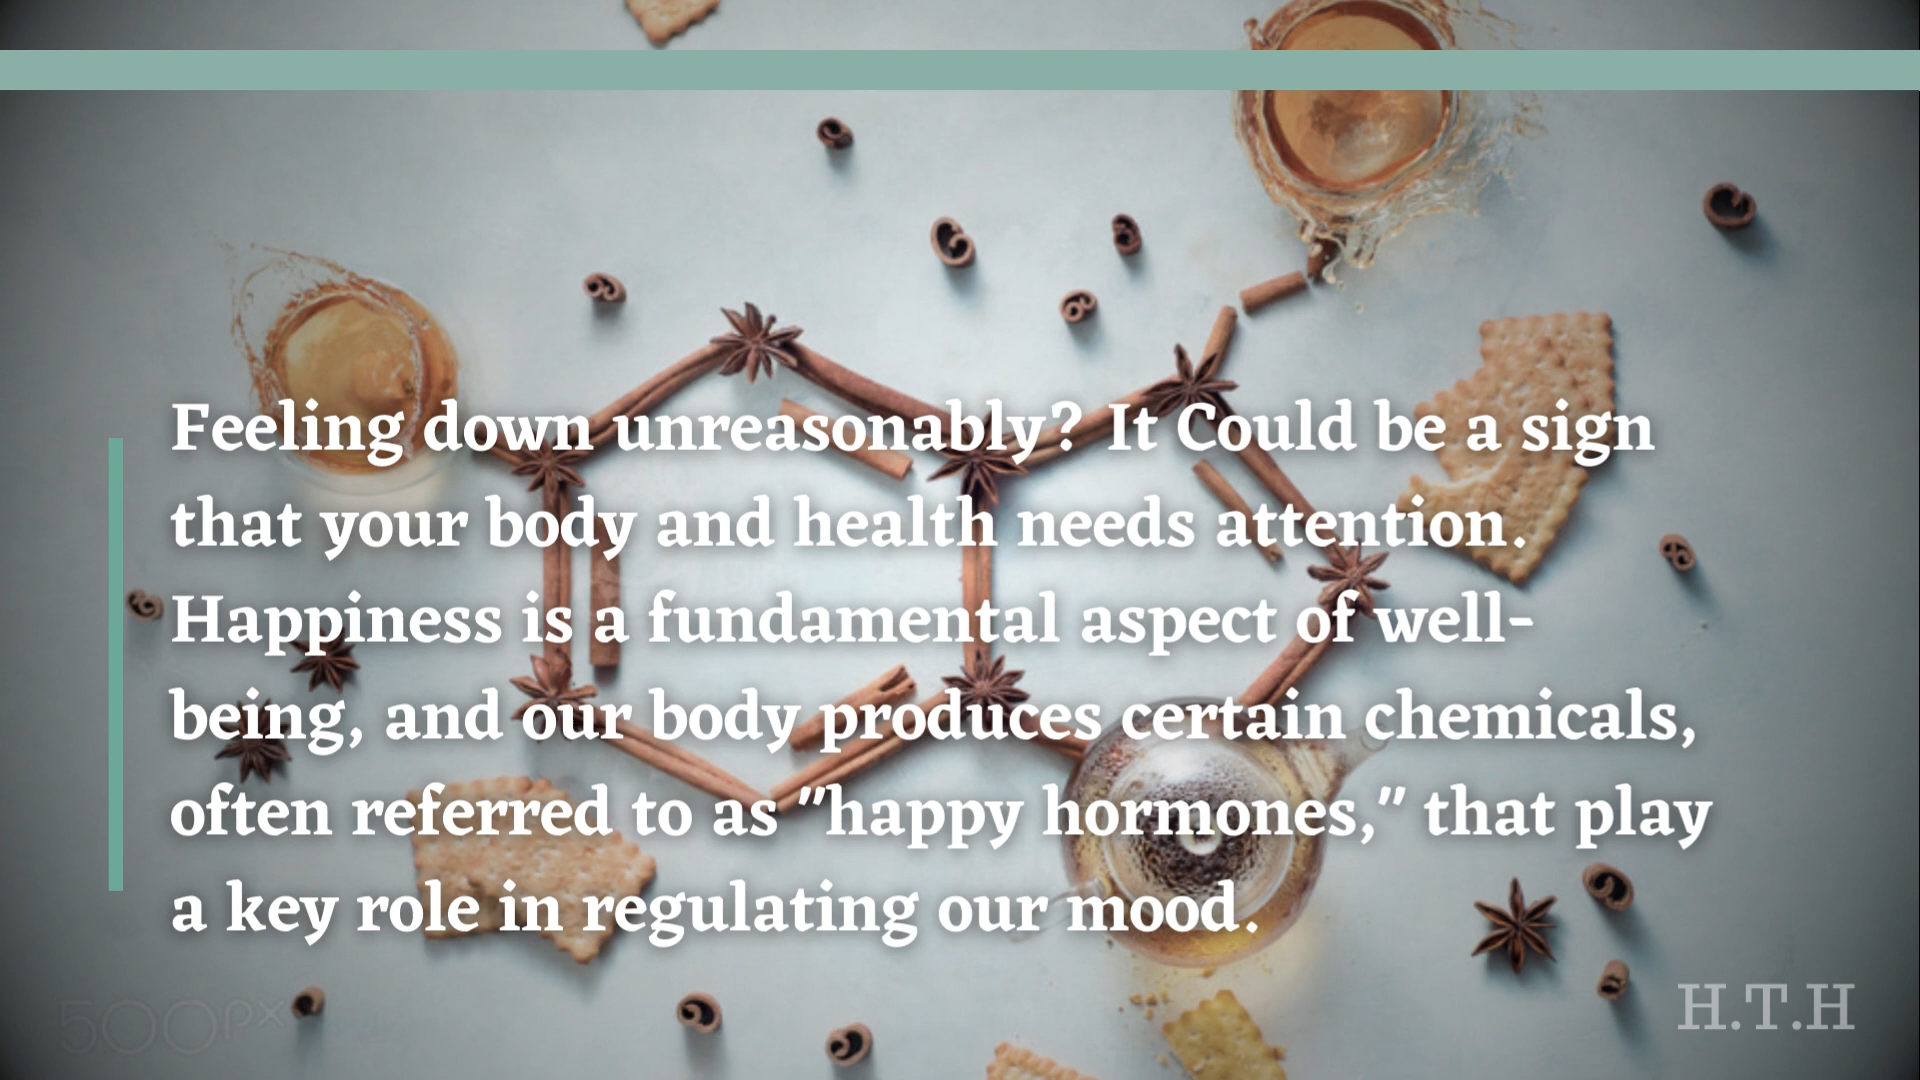 Feeling down unreasonably? It Could be a sign
that your body and health needs attention.
Happiness is a fundamental aspect of well-
being, and our body produces certain chemicals,
often referred to as "happy hormones," that play
a key role in regulating our mood.
500px
H.T.H